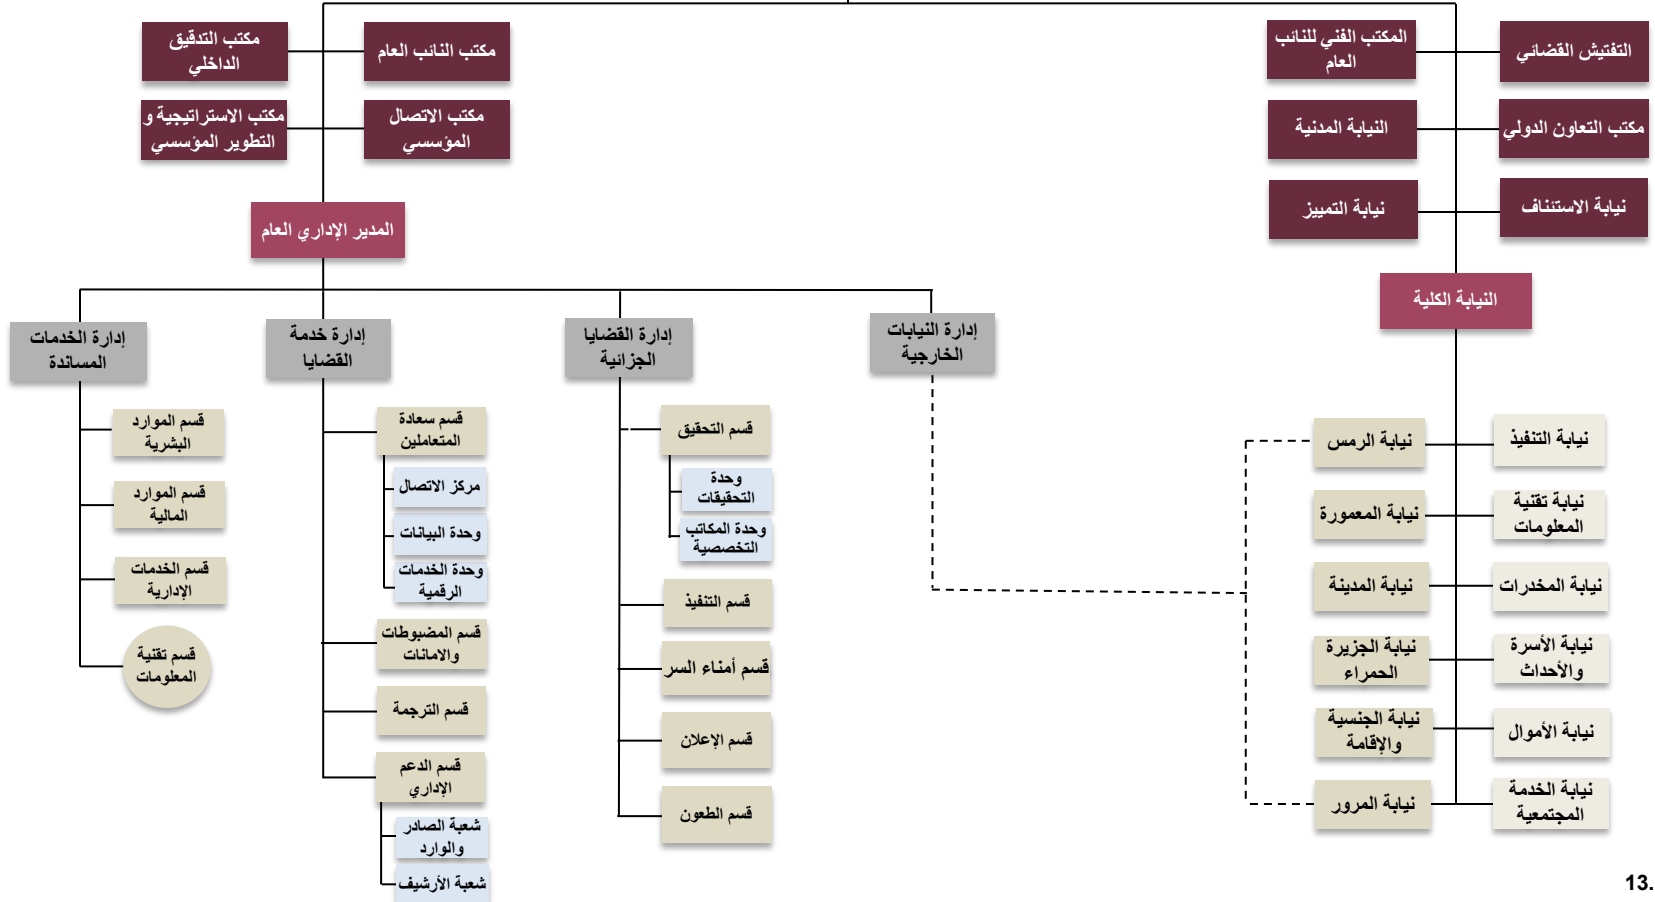 التفتيش القضائي
المكتب الفني للنائب
العام
مكتب التعاون الدولي
النيابة المدنية
نيابة الاستئناف
نيابة التمييز
النيابة الكلية
نيابة التنفيذ
نيابة الرمس
نيابة تقنية
المعلومات
نيابة المعمورة
نيابة المخدرات
نيابة المدينة
نيابة الأسرة
والأحداث
نيابة الجزيرة
الحمراء
نيابة الأموال
نيابة الجنسية
والإقامة
نيابة الخدمة
المجتمعية
نيابة المرور
مكتب النائب العام
مكتب التدقيق
الداخلي
مكتب الاتصال
المؤسسي
مكتب الاستراتيجية و
التطوير المؤسسي
المدير الإداري العام
إدارة النيابات
الخارجية
إدارة القضايا
الجزائية
قسم التحقيق
وحدة
التحقيقات
وحدة المكاتب
التخصصية
قسم التنفيذ
قسم أمناء السر
قسم الإعلان
قسم الطعون
إدارة خدمة
القضايا
قسم سعادة
المتعاملين
مركز الاتصال
وحدة البيانات
وحدة الخدمات
الرقمية
قسم المضبوطات
والامانات
قسم الترجمة
قسم الدعم
الإداري
شعبة الصادر
والوارد
شعبة الأرشيف
إدارة الخدمات
المساندة
قسم الموارد
البشرية
قسم الموارد
المالية
قسم الخدمات
الإدارية
قسم تقنية
المعلومات
13.